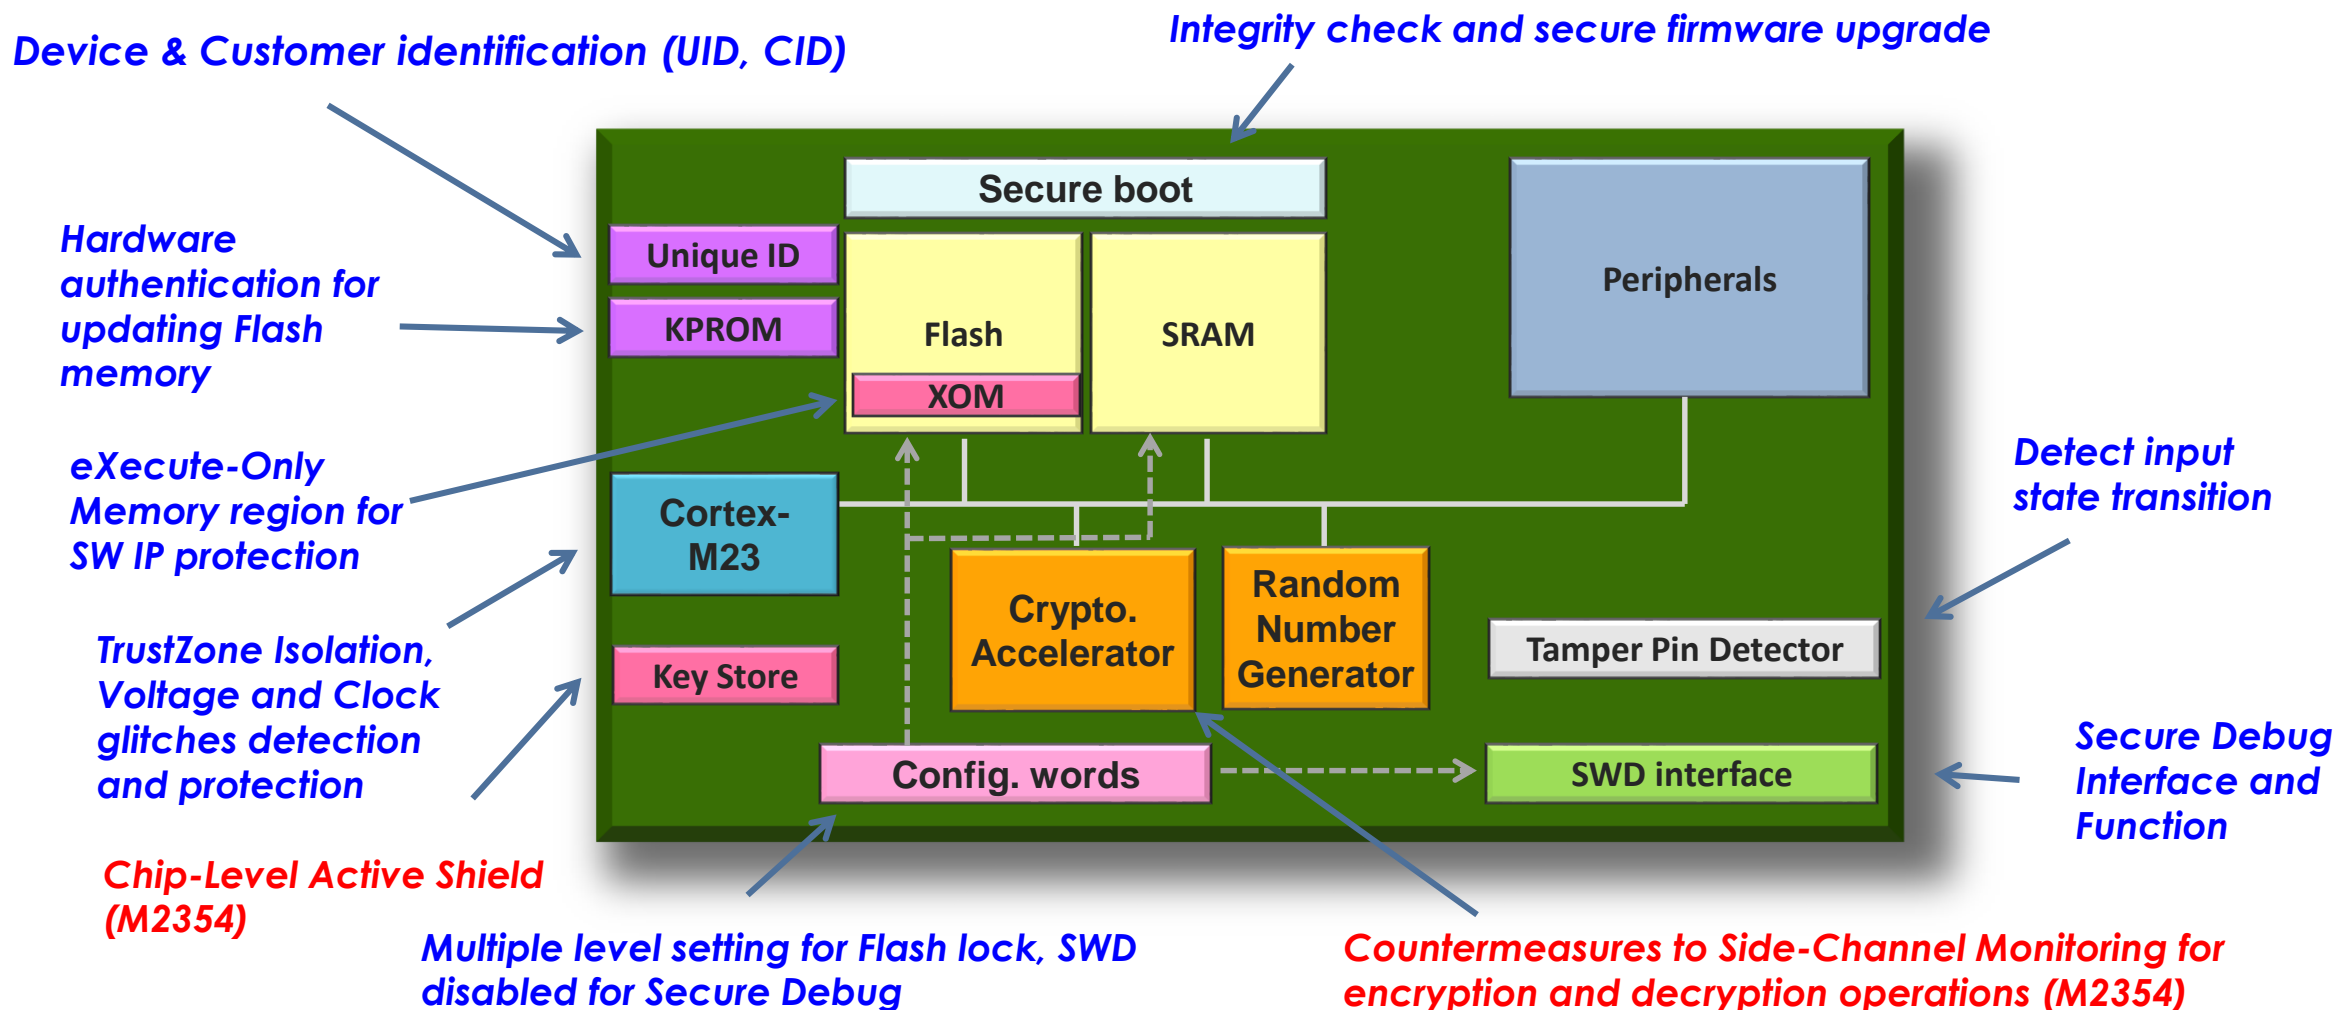 Device & Customer identification (UID, CID)
Integrity check and secure firmware upgrade
Hardware
authentication for
updating Flash
memory
eXecute-Only
Memory region for
SW IP protection
TrustZone Isolation,
Voltage and Clock
glitches detection
and protection
Chip-Level Active Shield
(M2354)
Secure boot
Unique ID
KPROM
Flash
XOM
SRAM
Peripherals
Cortex-
M23
Key Store
Crypto.
Accelerator
Random
Number
Generator
Tamper Pin Detector
Config. words
SWD interface
Detect input
state transition
Secure Debug
Interface and
Function
Multiple level setting for Flash lock, SWD
disabled for Secure Debug
Countermeasures to Side-Channel Monitoring for
encryption and decryption operations (M2354)